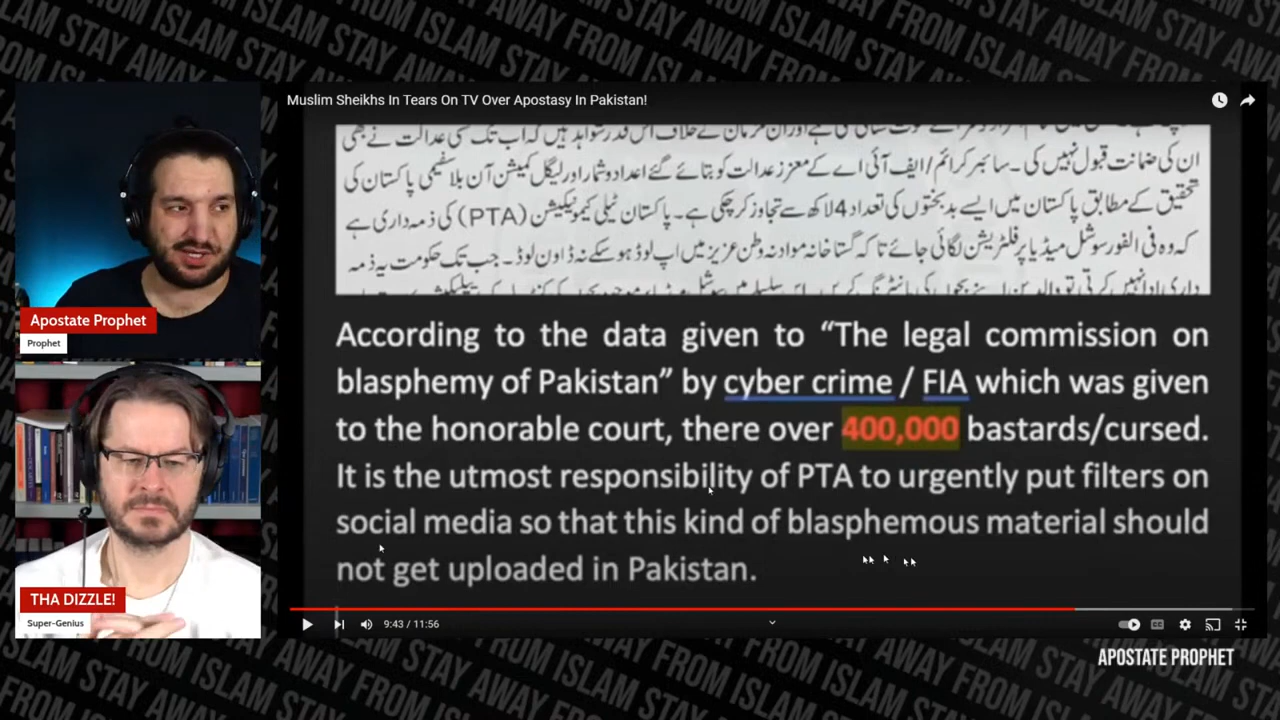 STAY AWAY FROM ISLAM
Muslim Sheikhs In Tears On TV Over Apostasy In Pakistan!
ان کی ضمانت قبول نہیں کی۔ سائبر کرائم/ایف آئی اے کے معزز عدالت کو بتائے گئے اعداد و شمار اور لیگل کمیشن آن بلاسفیمی پاکستان کی
تحقیق کے مطابق پاکستان میں ایسے بدبختوں کی تعداد 4 لاکھ سے تجاوز کر چکی ہے۔ پاکستان ٹیلی کمیونیکیشن (PTA) کی ذمہ داری ہے
کہ وہ فی الفور سوشل میڈیا پر فلٹریشن لگائی جائے تاکہ گستاخانہ مواد نہ وطن عزیز میں اپ لوڈ ہو سکے نہ ڈاون لوڈ۔ جب تک حکومت یہ ذمہ
According to the data given to “The legal commission on
blasphemy of Pakistan” by cyber crime / FIA which was given
to the honorable court, there over 400,000 bastards/cursed.
It is the utmost responsibility of PTA to urgently put filters on
social media so that this kind of blasphemous material should
not get uploaded in Pakistan.
9:43 / 11:56
Apostate Prophet
Prophet
THA DIZZLE!
Super-Genius
APOSTATE PROPHET